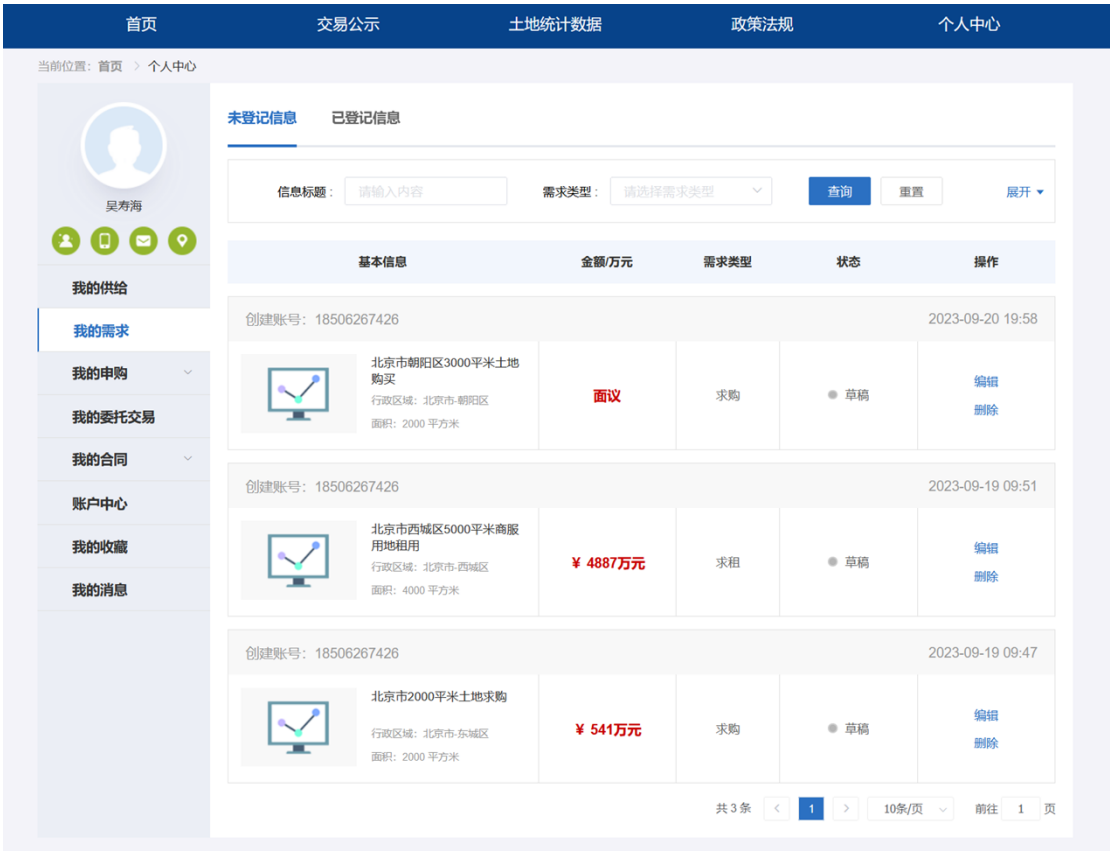 首页 交易公示 土地统计数据 政策法规 个人中心
当前位置：首页 > 个人中心
吴寿海
我的供给
我的需求
我的申购
我的委托交易
我的合同
账户中心
我的收藏
我的消息
未登记信息 已登记信息
信息标题： 请输入内容 需求类型： 请选择需求类型 查询 重置 展开
基本信息 金额/万元 需求类型 状态 操作
创建账号：18506267426 2023-09-20 19:58
北京市朝阳区3000平米土地
购买
行政区域：北京市-朝阳区
面积：2000 平方米
面议
求购
草稿
编辑
删除
创建账号：18506267426 2023-09-19 09:51
北京市西城区5000平米商服
用地租用
行政区域：北京市-西城区
面积：4000 平方米
¥ 4887万元
求租
草稿
编辑
删除
创建账号：18506267426 2023-09-19 09:47
北京市2000平米土地求购
行政区域：北京市-东城区
面积：2000 平方米
¥ 541万元
求购
草稿
编辑
删除
共 3 条 < 1 > 10条/页 前往 1 页